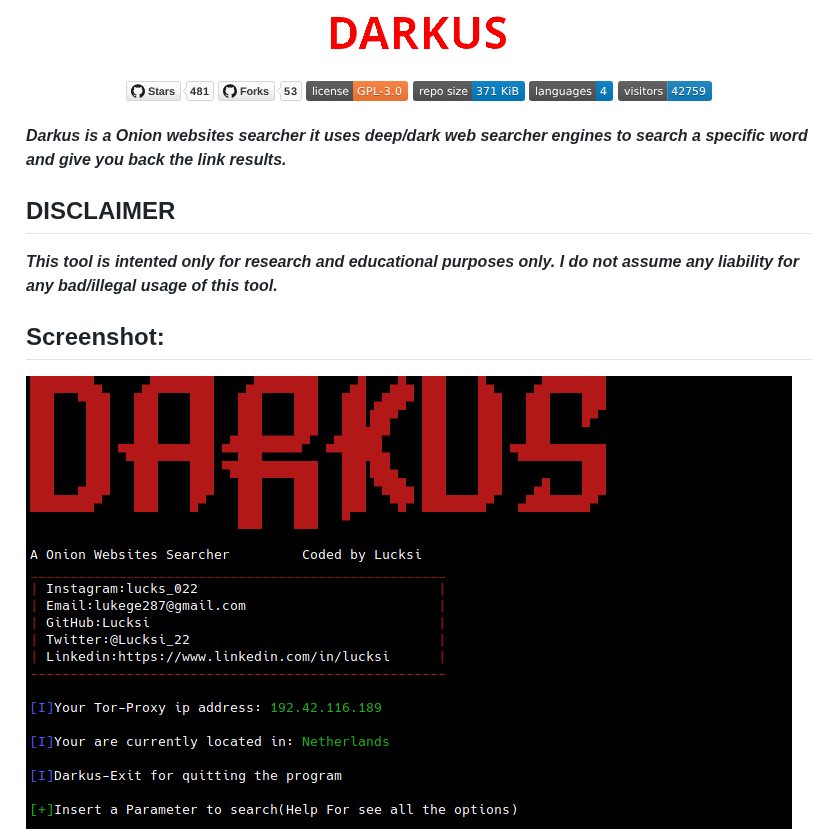 DARKUS
Stars 481 Forks 53 license GPL-3.0 repo size 371 KiB languages 4 visitors 42759
Darkus is a Onion websites searcher it uses deep/dark web searcher engines to search a specific word
and give you back the link results.
DISCLAIMER
This tool is intented only for research and educational purposes only. I do not assume any liability for
any bad/illegal usage of this tool.
Screenshot:
DARKUS
A Onion Websites Searcher Coded by Lucksi
| Instagram:lucks_022 |
| Email:lukege287@gmail.com |
| GitHub:Lucksi |
| Twitter:@Lucksi_22 |
| Linkedin:https://www.linkedin.com/in/lucksi |
[I]Your Tor-Proxy ip address: 192.42.116.189
[I]Your are currently located in: Netherlands
[I]Darkus-Exit for quitting the program
[+]Insert a Parameter to search(Help For see all the options)